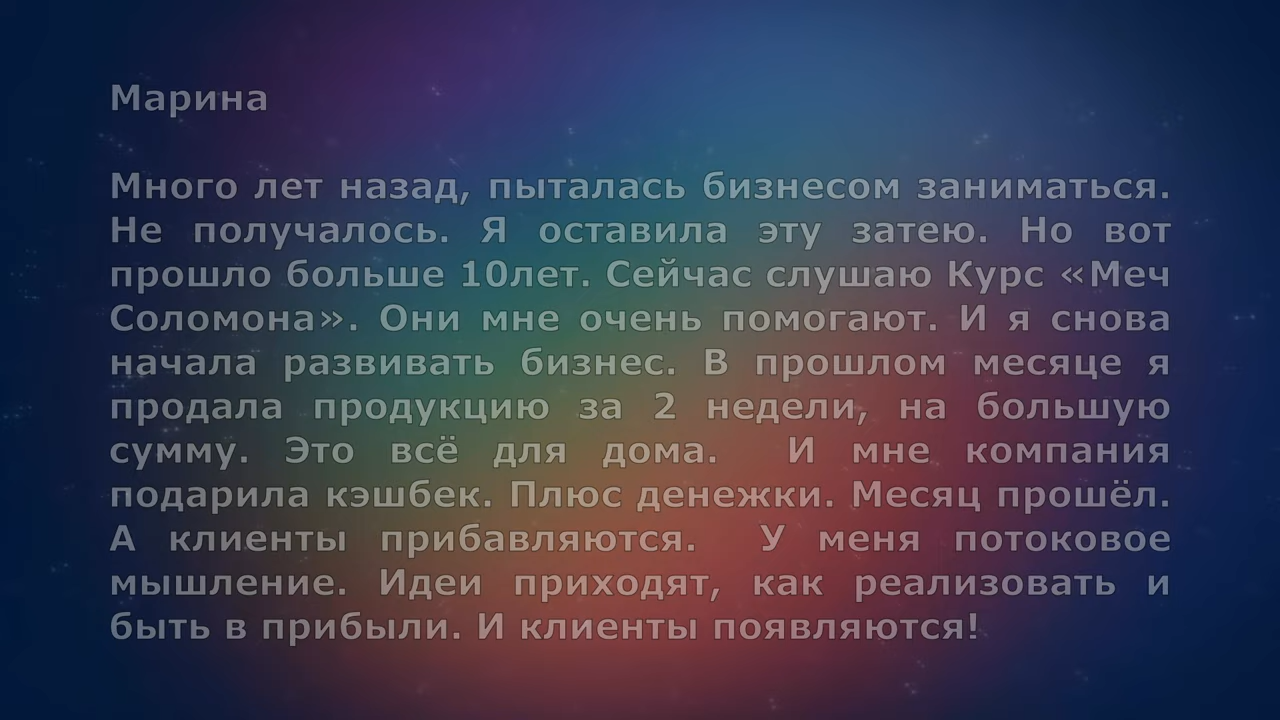 Марина
Много лет назад, пыталась бизнесом заниматься.
Не получалось. Я оставила эту затею. Но вот
прошло больше 10лет. Сейчас слушаю Курс «Меч
Соломона». Они мне очень помогают. И я снова
начала развивать бизнес. В прошлом месяце я
продала продукцию за 2 недели, на большую
сумму. Это всё для дома. И мне компания
подарила кэшбек. Плюс денежки. Месяц прошёл.
А клиенты прибавляются. У меня потоковое
мышление. Идеи приходят, как реализовать и
быть в прибыли. И клиенты появляются!